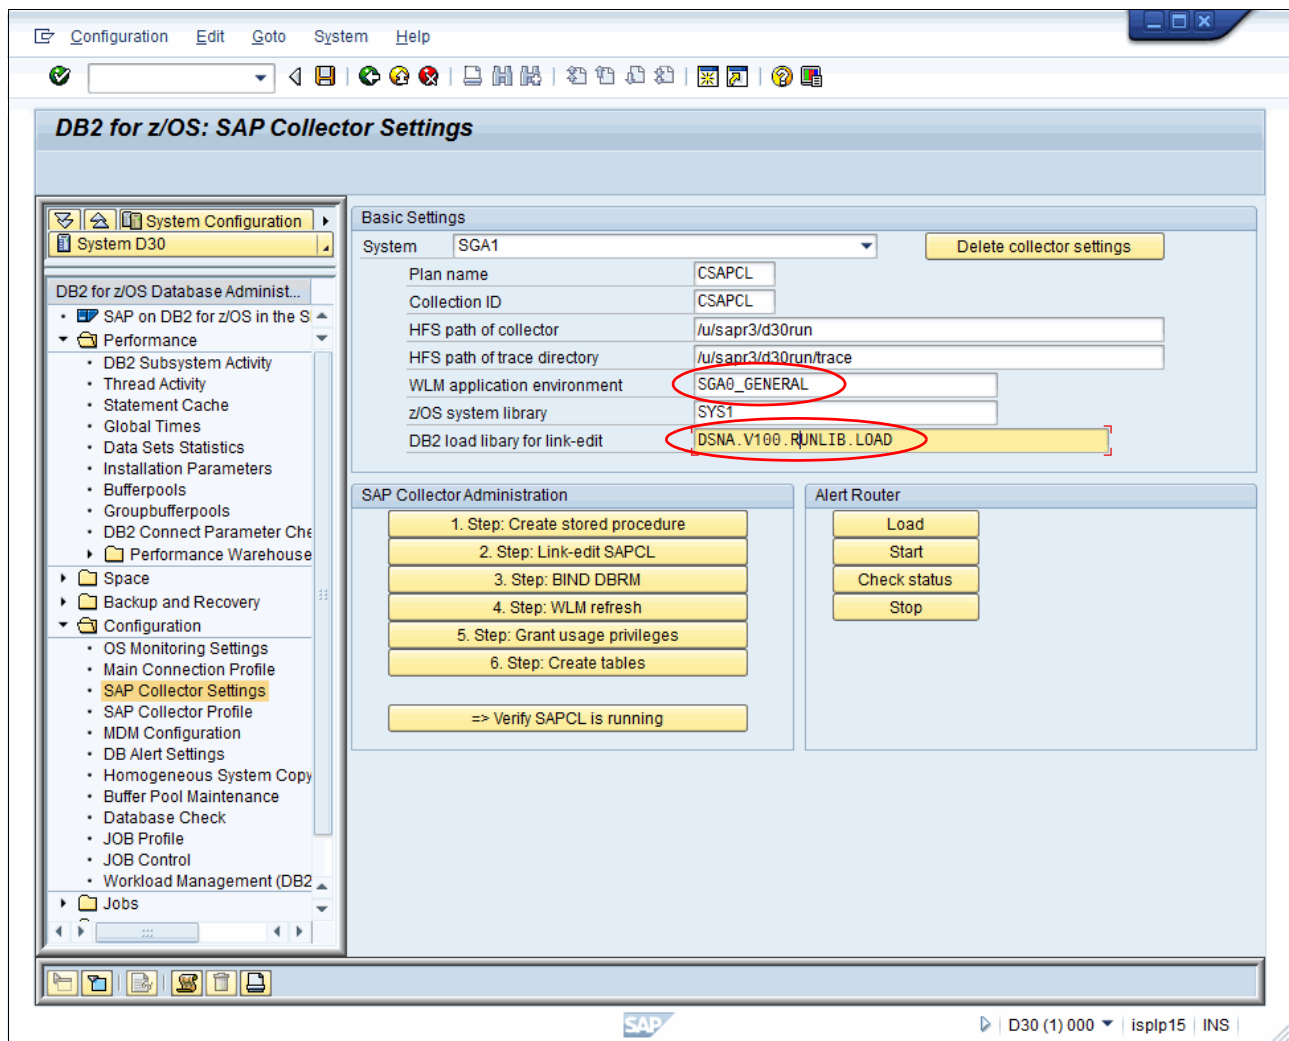 Configuration Edit Goto System Help
DB2 for z/OS: SAP Collector Settings
System Configuration
System D30
DB2 for z/OS Database Administ...
SAP on DB2 for z/OS in the S
Performance
DB2 Subsystem Activity
Thread Activity
Statement Cache
Global Times
Data Sets Statistics
Installation Parameters
Bufferpools
Groupbufferpools
DB2 Connect Parameter Che
Performance Warehouse
Space
Backup and Recovery
Configuration
OS Monitoring Settings
Main Connection Profile
SAP Collector Settings
SAP Collector Profile
MDM Configuration
DB Alert Settings
Homogeneous System Copy
Buffer Pool Maintenance
Database Check
JOB Profile
JOB Control
Workload Management (DB2
Jobs
Basic Settings
System SGA1 Delete collector settings
Plan name CSAPCL
Collection ID CSAPCL
HFS path of collector /u/sapr3/d30run
HFS path of trace directory /u/sapr3/d30run/trace
WLM application environment SGA0_GENERAL
z/OS system library SYS1
DB2 load libary for link-edit DSNA.V100.RUNLIB.LOAD
SAP Collector Administration
1. Step: Create stored procedure
2. Step: Link-edit SAPCL
3. Step: BIND DBRM
4. Step: WLM refresh
5. Step: Grant usage privileges
6. Step: Create tables
=> Verify SAPCL is running
Alert Router
Load
Start
Check status
Stop
SAP
D30 (1) 000 isplp15 INS